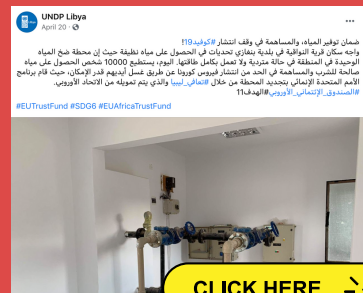 UNDP Libya
April 20 ·
ضمان توفير المياه، والمساهمة في وقف انتشار #كوفيد19!
واجه سكان قرية النواقية في بلدية بنغازي تحديات في الحصول على مياه نظيفة حيث إن محطة ضخ المياه
الوحيدة في المنطقة في حالة متردية ولا تعمل بكامل طاقتها. اليوم، يستطيع 10000 شخص الحصول على مياه
صالحة للشرب والمساهمة في الحد من انتشار فيروس كورونا عن طريق غسل أيديهم قدر الإمكان، حيث قام برنامج
الأمم المتحدة الإنمائي بتجديد المحطة من خلال #تعافي_ليبيا والذي يتم تمويله من الاتحاد الأوروبي.
#الصندوق_الإئتماني_الأوروبي#الهدف11
#EUTrustFund #SDG6 #EUAfricaTrustFund
CLICK HERE